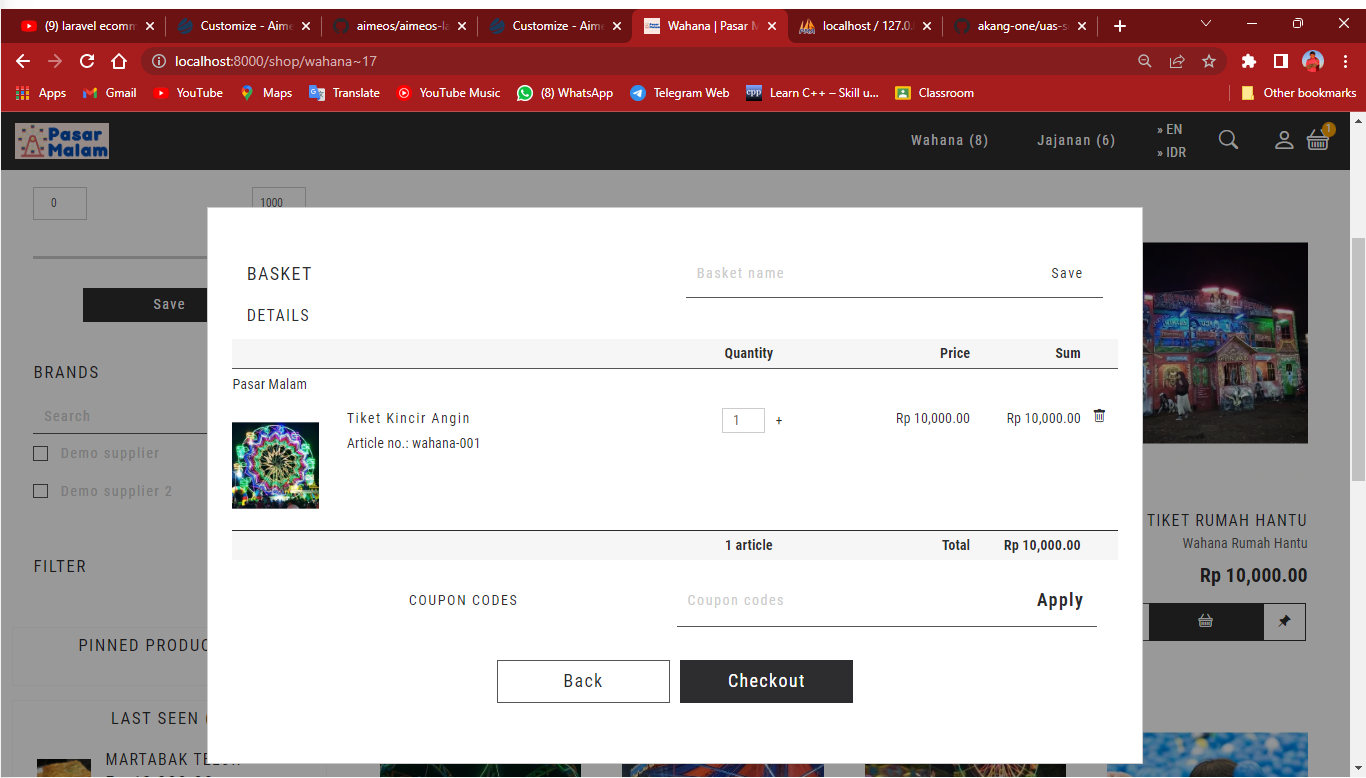 (9) laravel ecomm
Customize - Aime
aimeos/aimeos-la
Customize - Aime
Wahana | Pasar M
localhost / 127.0.
akang-one/uas-s
localhost:8000/shop/wahana~17
Apps
Gmail
YouTube
Maps
Translate
YouTube Music
(8) WhatsApp
Telegram Web
Learn C++ – Skill u...
Classroom
Other bookmarks
Pasar Malam
Wahana (8)
Jajanan (6)
» EN
» IDR
1
0
1000
Save
BRANDS
Search
Demo supplier
Demo supplier 2
FILTER
PINNED PRODUC
LAST SEEN
MARTABAK TE
BASKET
Basket name
Save
DETAILS
Quantity Price Sum
Pasar Malam
Tiket Kincir Angin
1 + Rp 10,000.00 Rp 10,000.00
Article no.: wahana-001
1 article Total Rp 10,000.00
COUPON CODES
Coupon codes
Apply
Back
Checkout
TIKET RUMAH HANTU
Wahana Rumah Hantu
Rp 10,000.00